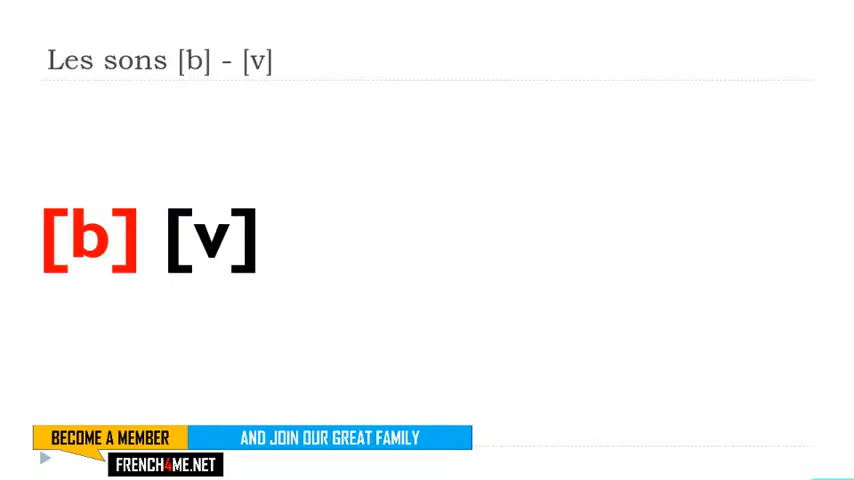 Les sons [b] - [v]
[b] [v]
BECOME A MEMBER AND JOIN OUR GREAT FAMILY
FRENCH4ME.NET